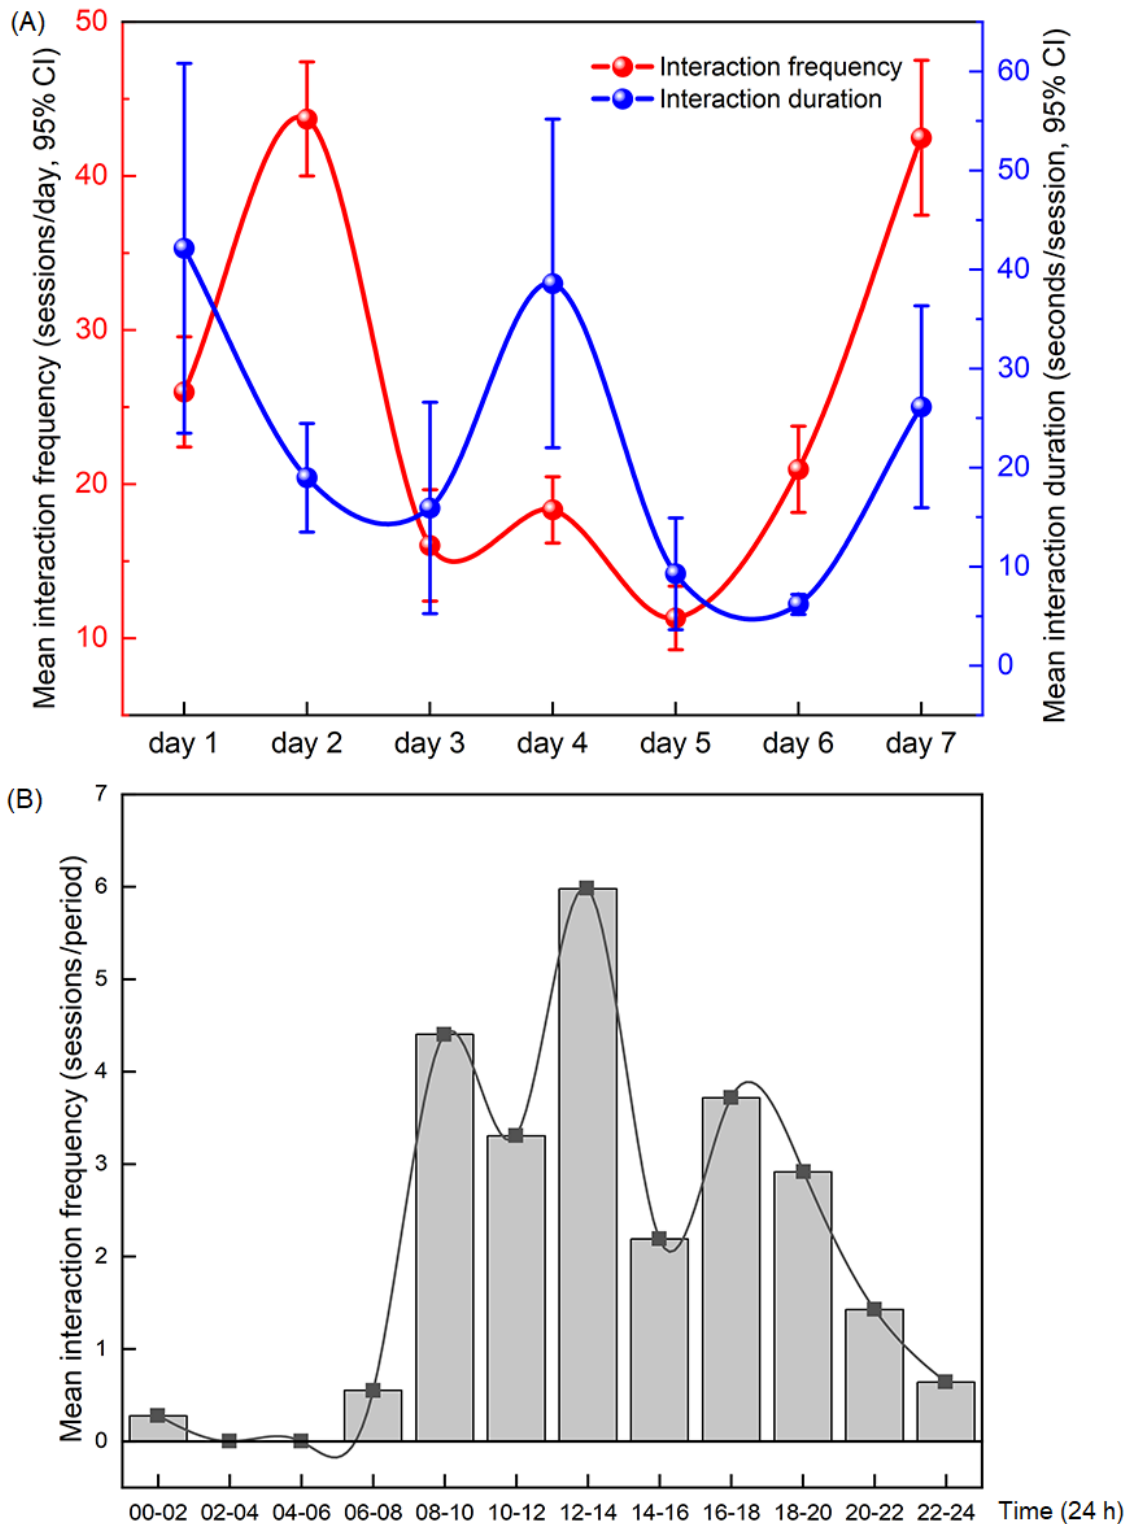 (A)
Mean interaction frequency (sessions/day, 95% CI)
50
40
30
20
10
Interaction frequency
Interaction duration
60
50
40
30
20
10
0
Mean interaction duration (seconds/session, 95% CI)
day 1 day 2 day 3 day 4 day 5 day 6 day 7
(B)
Mean interaction frequency (sessions/period)
7
6
5
4
3
2
1
0
00-02 02-04 04-06 06-08 08-10 10-12 12-14 14-16 16-18 18-20 20-22 22-24 Time (24 h)